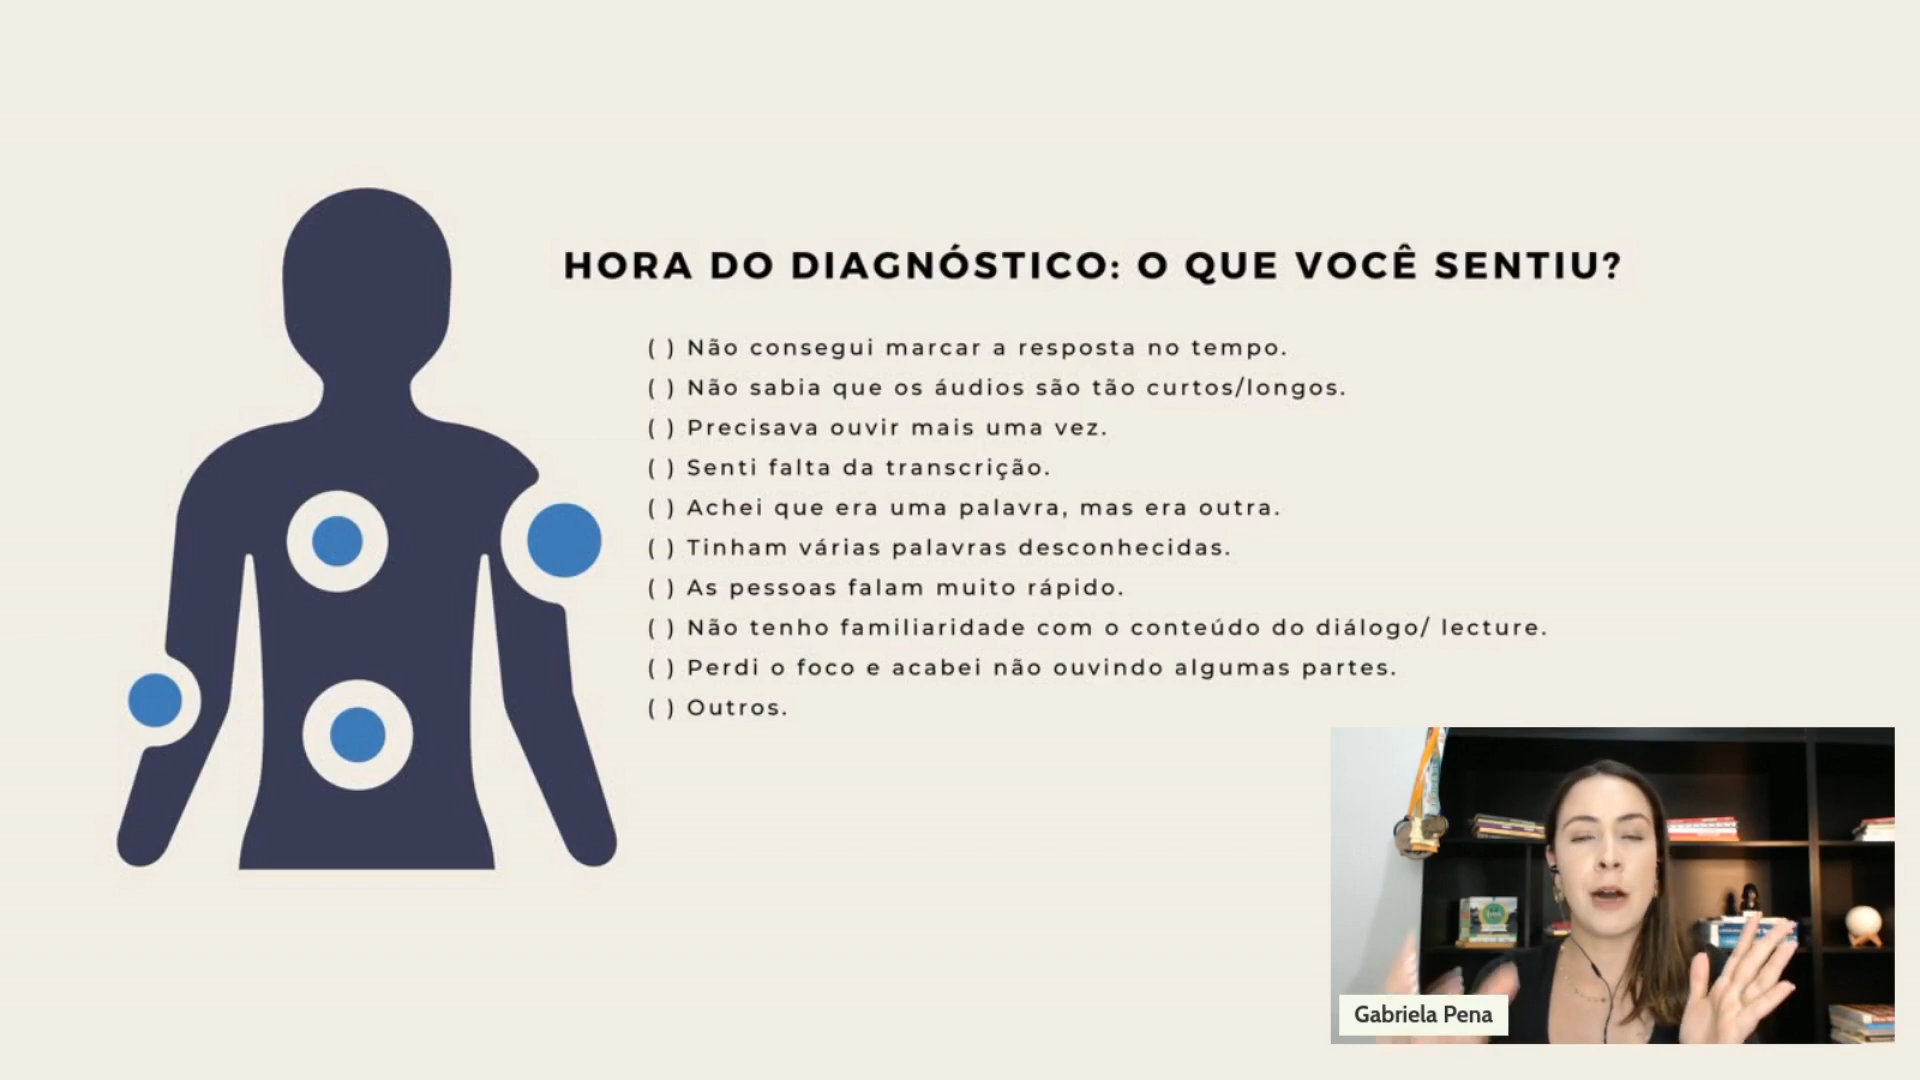 HORA DO DIAGNÓSTICO: O QUE VOCÊ SENTIU?
( ) Não consegui marcar a resposta no tempo.
( ) Não sabia que os áudios são tão curtos/longos.
( ) Precisava ouvir mais uma vez.
( ) Senti falta da transcrição.
( ) Achei que era uma palavra, mas era outra.
( ) Tinham várias palavras desconhecidas.
( ) As pessoas falam muito rápido.
( ) Não tenho familiaridade com o conteúdo do diálogo/ lecture.
( ) Perdi o foco e acabei não ouvindo algumas partes.
( ) Outros.
Gabriela Pena